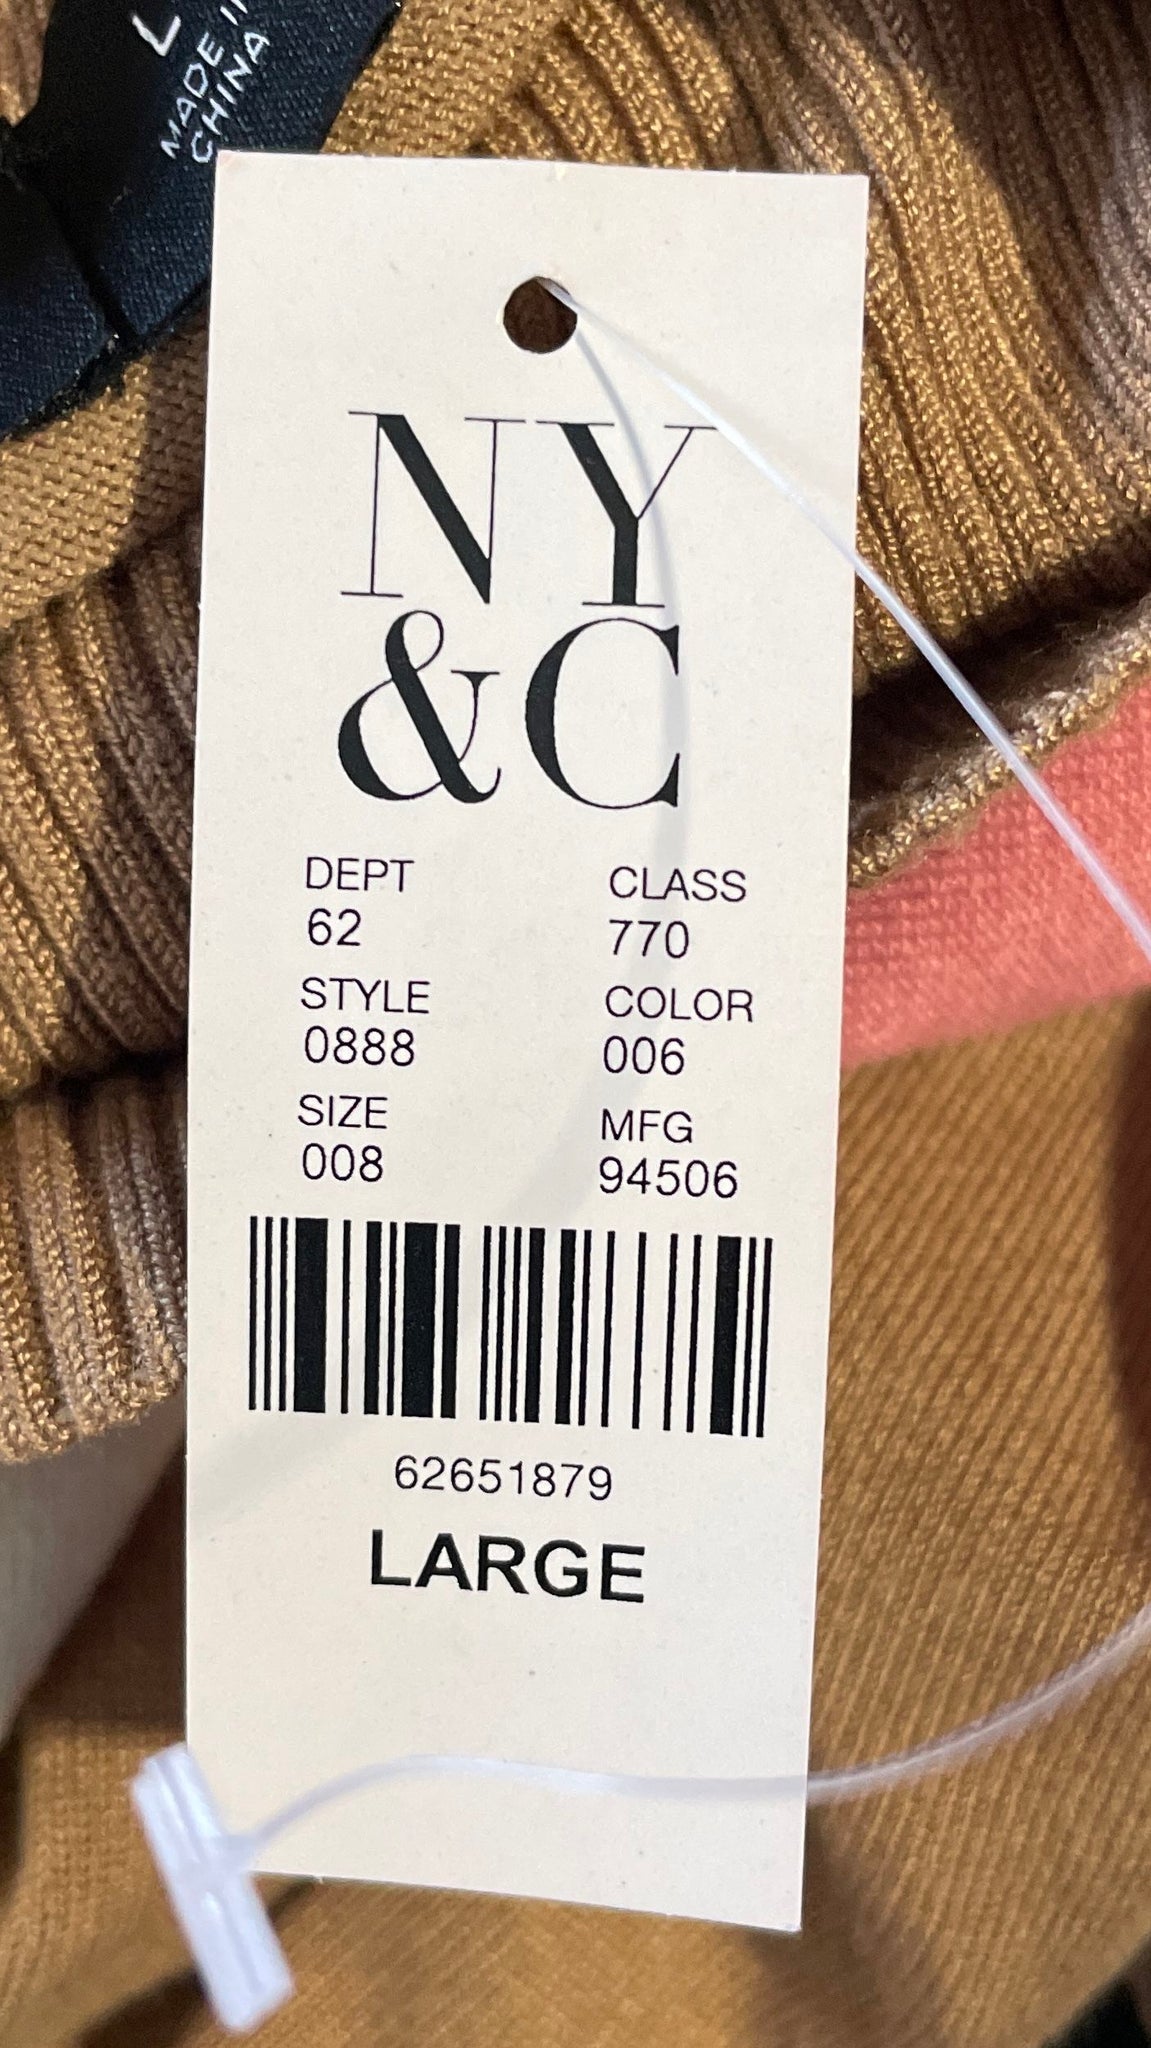 L
MADE IN
CHINA
NY
&C
DEPT CLASS
62 770
STYLE COLOR
0888 006
SIZE MFG
008 94506
62651879
LARGE